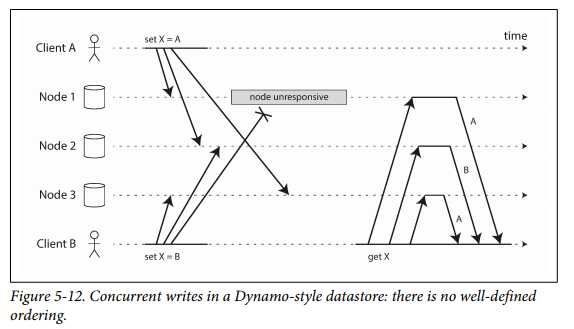 Client A
set X = A
time
Node 1
node unresponsive
A
Node 2
B
Node 3
A
Client B
set X = B
get X
Figure 5-12. Concurrent writes in a Dynamo-style datastore: there is no well-defined
ordering.